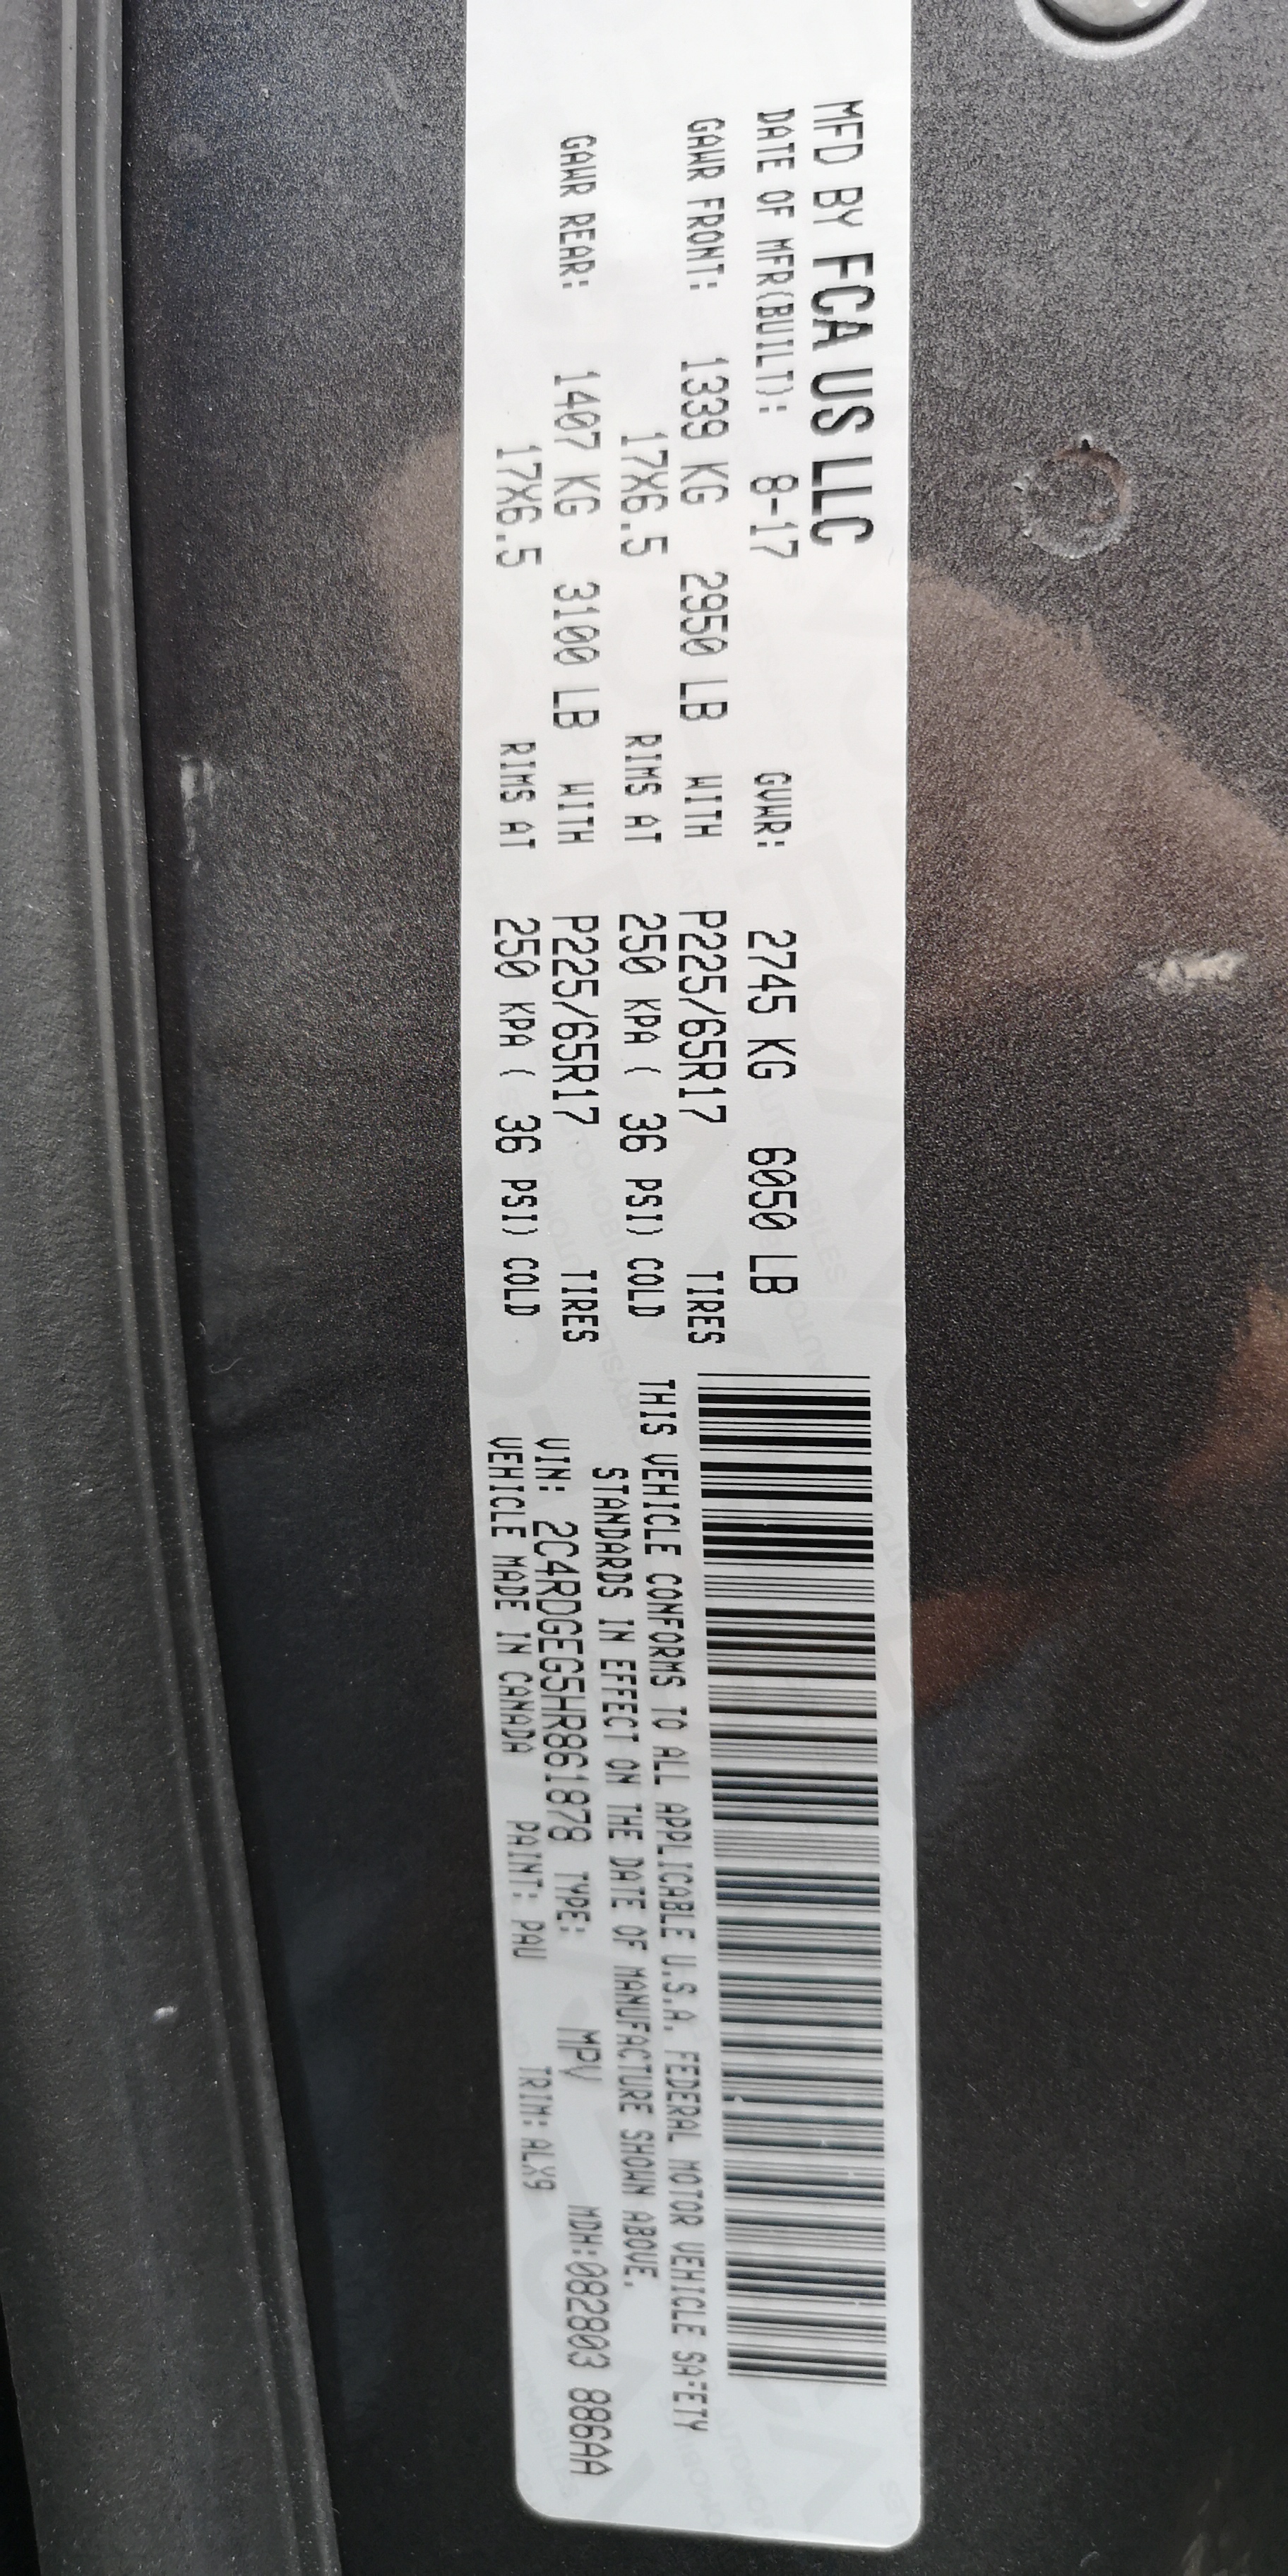 MFD BY FCA US LLC
DATE OF MFR(BUILT): 8-17 GVWR: 2745 KG 6050 LB
GAWR FRONT: 1339 KG 2950 LB WITH P225/65R17 TIRES
17X6.5 RIMS AT 250 KPA ( 36 PSI) COLD
GAWR REAR: 1407 KG 3100 LB WITH P225/65R17 TIRES
17X6.5 RIMS AT 250 KPA ( 36 PSI) COLD
THIS VEHICLE CONFORMS TO ALL APPLICABLE U.S.A. FEDERAL MOTOR VEHICLE SAFETY
STANDARDS IN EFFECT ON THE DATE OF MANUFACTURE SHOWN ABOVE.
VIN: 2C4RDGEG5HR861878 TYPE: MPV MDH:082803 886AA
VEHICLE MADE IN CANADA PAINT: PAU TRIM: ALX9